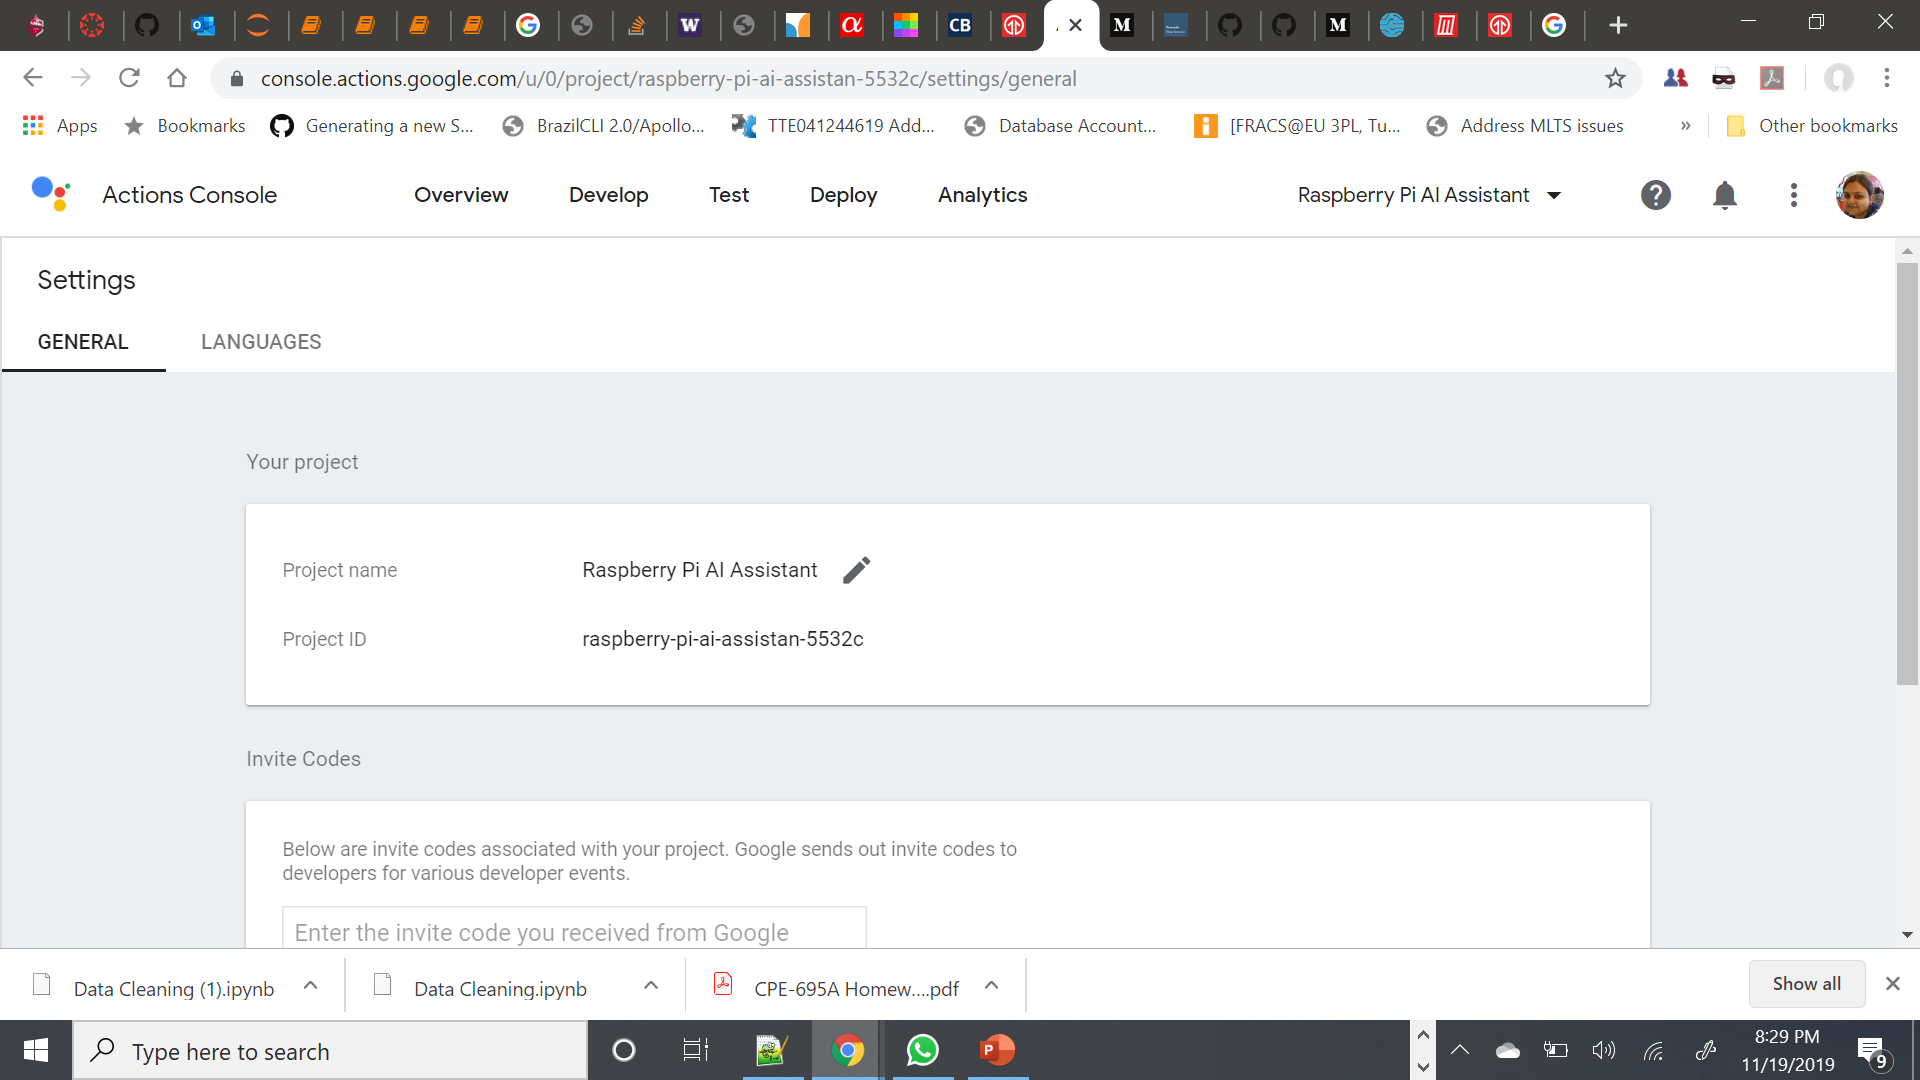 CB
M
M
W
console.actions.google.com/u/0/project/raspberry-pi-ai-assistan-5532c/settings/general
Apps
Bookmarks
Generating a new S...
BrazilCLI 2.0/Apollo...
TTE041244619 Add...
Database Account...
[FRACS@EU 3PL, Tu...
Address MLTS issues
»
Other bookmarks
Actions Console
Overview
Develop
Test
Deploy
Analytics
Raspberry Pi AI Assistant
Settings
GENERAL
LANGUAGES
Your project
Project name
Raspberry Pi AI Assistant
Project ID
raspberry-pi-ai-assistan-5532c
Invite Codes
Below are invite codes associated with your project. Google sends out invite codes to
developers for various developer events.
Enter the invite code you received from Google
Data Cleaning (1).ipynb
Data Cleaning.ipynb
CPE-695A Homew....pdf
Show all
Type here to search
8:29 PM
11/19/2019
9